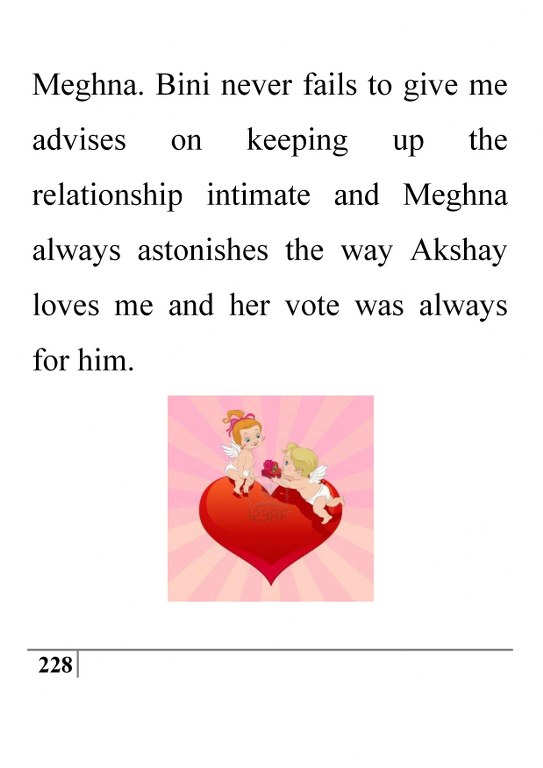 Meghna. Bini never fails to give me
advises on keeping up the
relationship intimate and Meghna
always astonishes the way Akshay
loves me and her vote was always
for him.
123RF
228